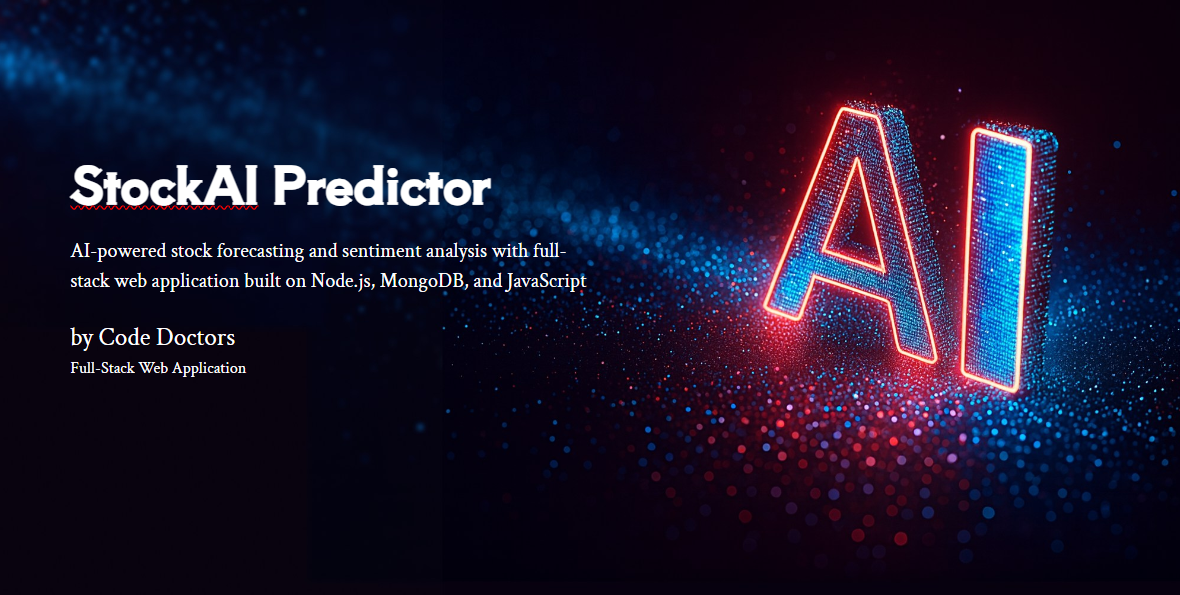 StockAI Predictor
AI-powered stock forecasting and sentiment analysis with full-
stack web application built on Node.js, MongoDB, and JavaScript
by Code Doctors
Full-Stack Web Application
AI